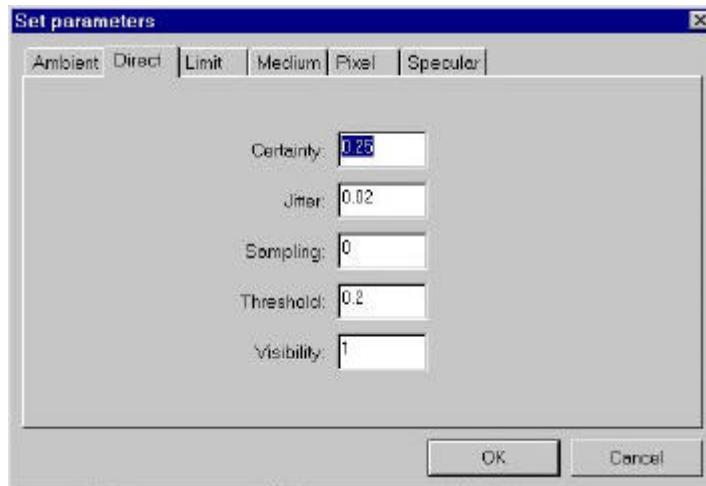 Set parameters
Ambient Direct Limit Medium Pixel Specular
Certainty: 0.25
Jitter: 0.02
Sampling: 0
Threshold: 0.2
Visibility: 1
OK Cancel